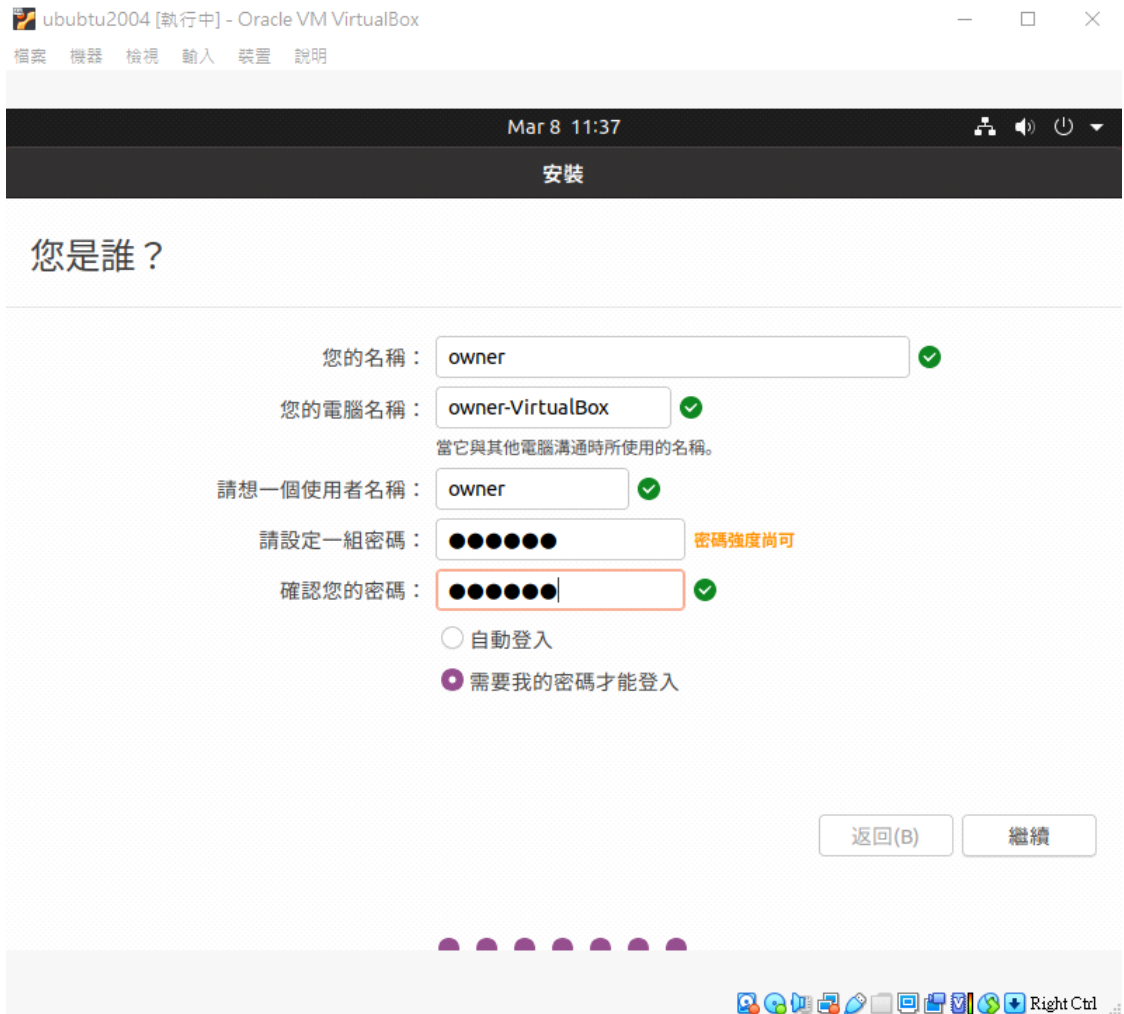 ububtu2004 [執行中] - Oracle VM VirtualBox
檔案 機器 檢視 輸入 裝置 說明
Mar 8 11:37
安裝
您是誰？
您的名稱： owner
您的電腦名稱： owner-VirtualBox
當它與其他電腦溝通時所使用的名稱。
請想一個使用者名稱： owner
請設定一組密碼： ●●●●●● 密碼強度尚可
確認您的密碼： ●●●●●●
自動登入
需要我的密碼才能登入
返回(B) 繼續
Right Ctrl